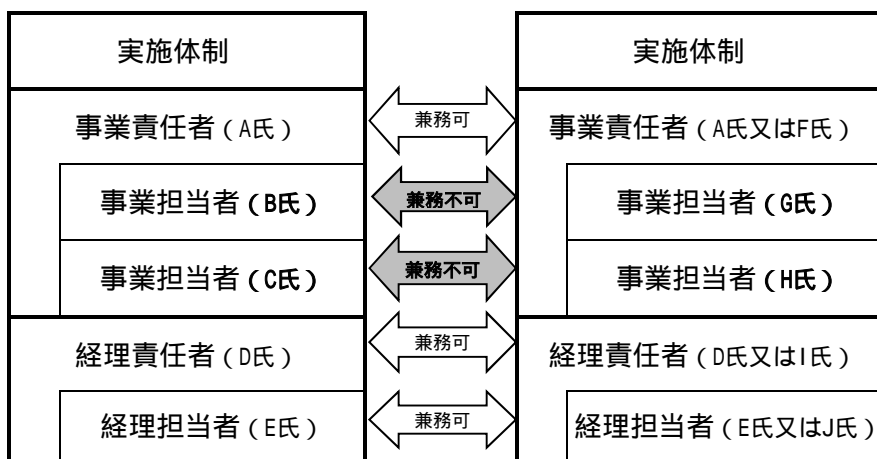 実施体制
実施体制
事業責任者（A氏）
兼務可
事業責任者（A氏又はF氏）
事業担当者（B氏）
兼務不可
事業担当者（G氏）
事業担当者（C氏）
兼務不可
事業担当者（H氏）
経理責任者（D氏）
兼務可
経理責任者（D氏又はI氏）
経理担当者（E氏）
兼務可
経理担当者（E氏又はJ氏）